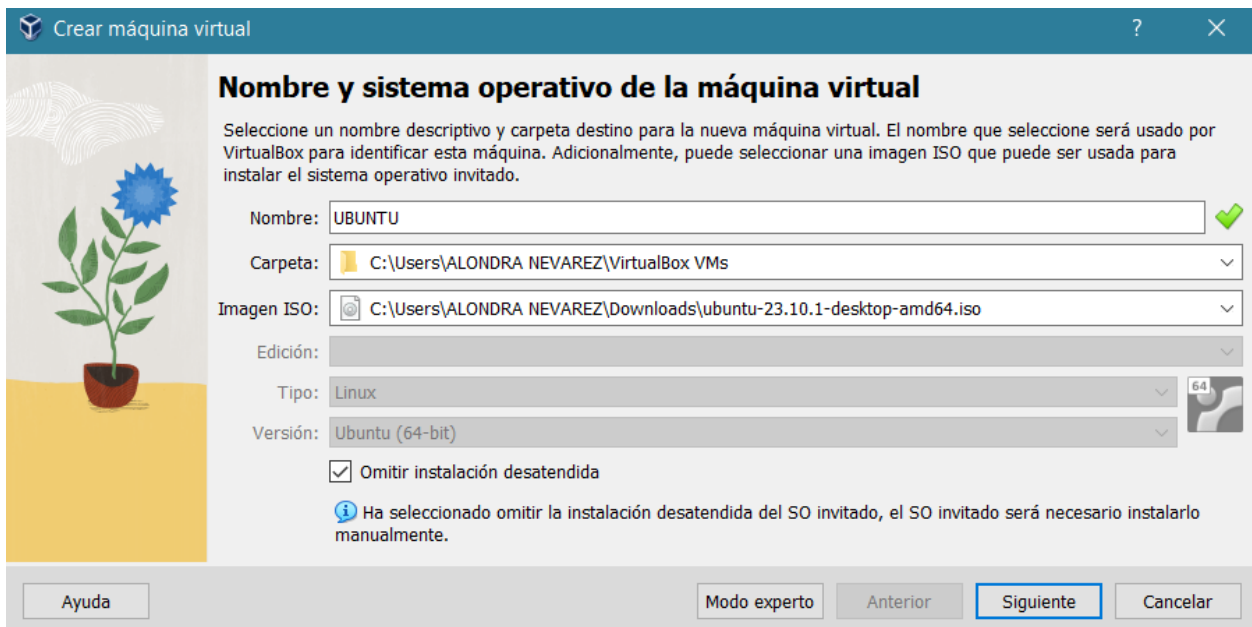 Crear máquina virtual
?
Nombre y sistema operativo de la máquina virtual
Seleccione un nombre descriptivo y carpeta destino para la nueva máquina virtual. El nombre que seleccione será usado por
VirtualBox para identificar esta máquina. Adicionalmente, puede seleccionar una imagen ISO que puede ser usada para
instalar el sistema operativo invitado.
Nombre: UBUNTU
Carpeta: C:\Users\ALONDRA NEVAREZ\VirtualBox VMs
Imagen ISO: C:\Users\ALONDRA NEVAREZ\Downloads\ubuntu-23.10.1-desktop-amd64.iso
Edición:
Tipo: Linux
64
Versión: Ubuntu (64-bit)
Omitir instalación desatendida
Ha seleccionado omitir la instalación desatendida del SO invitado, el SO invitado será necesario instalarlo
manualmente.
Ayuda Modo experto Anterior Siguiente Cancelar